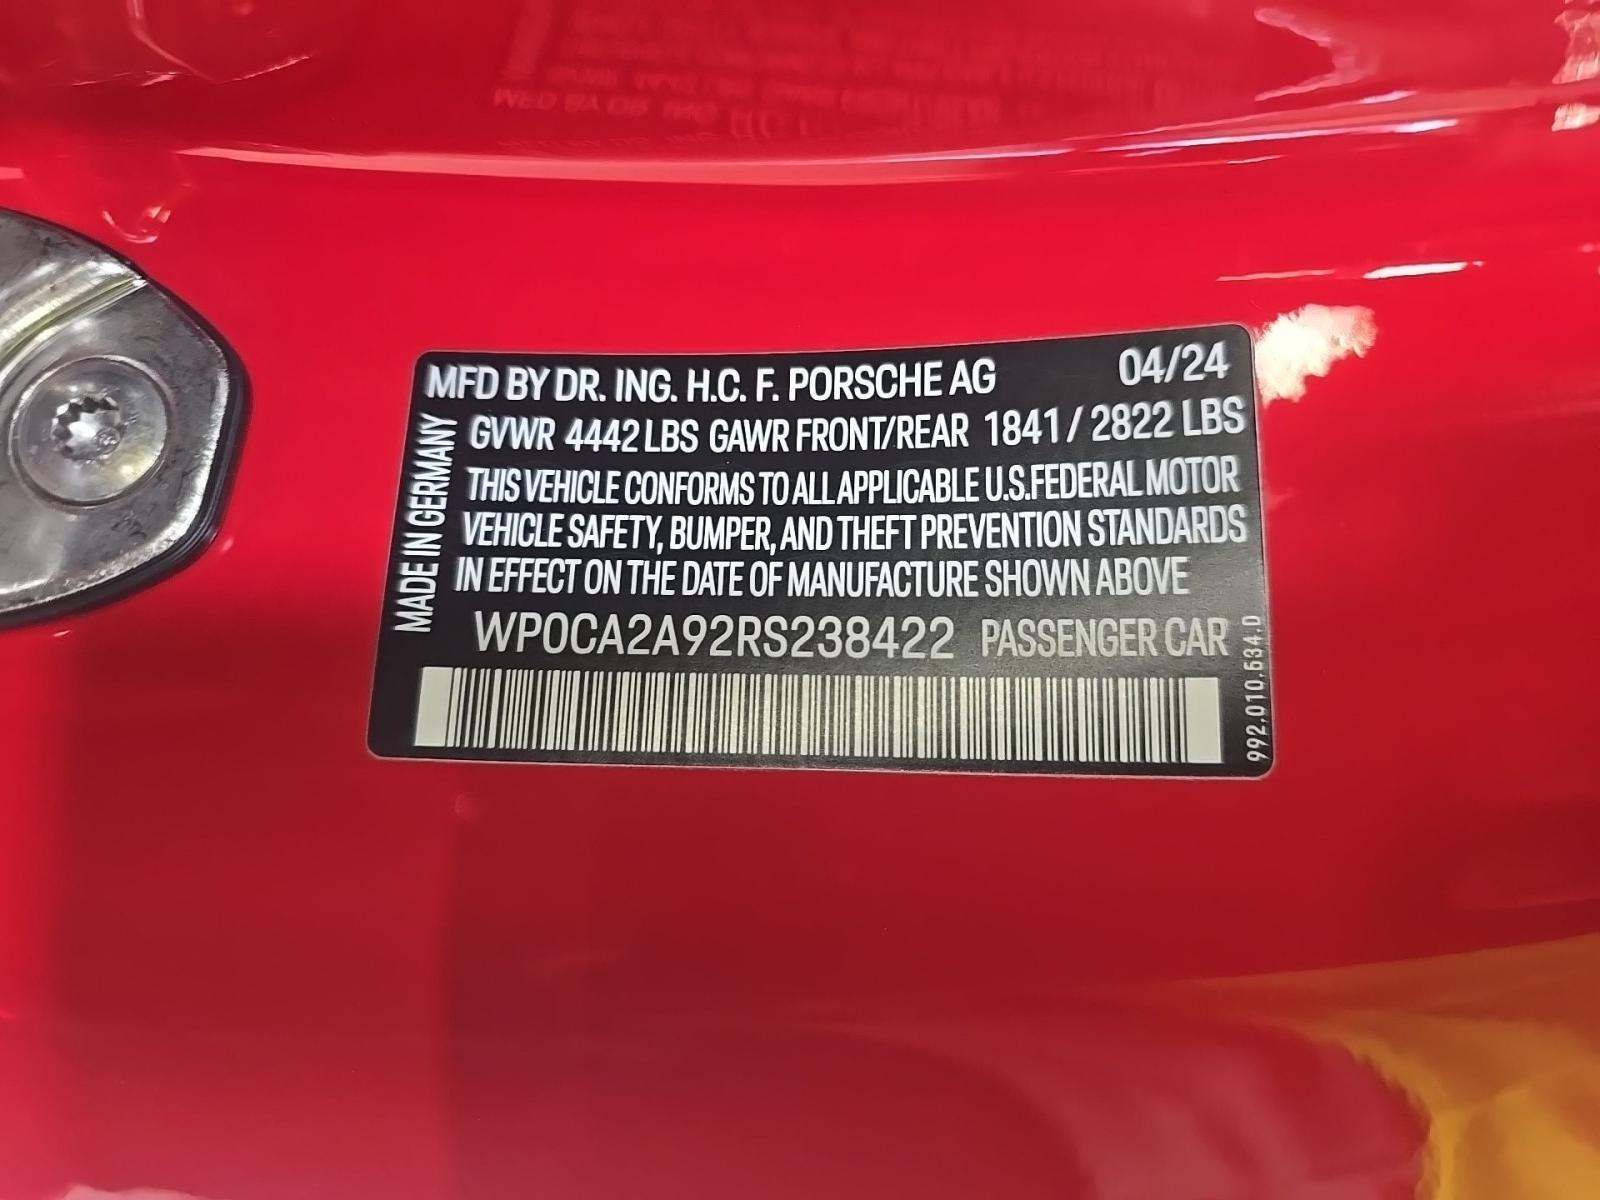 MFD BY DR. ING. H.C. F. PORSCHE AG 04/24
GVWR 4442 LBS GAWR FRONT/REAR 1841 / 2822 LBS
THIS VEHICLE CONFORMS TO ALL APPLICABLE U.S.FEDERAL MOTOR
VEHICLE SAFETY, BUMPER, AND THEFT PREVENTION STANDARDS
IN EFFECT ON THE DATE OF MANUFACTURE SHOWN ABOVE
WP0CA2A92RS238422 PASSENGER CAR
MADE IN GERMANY
992.010.634.D